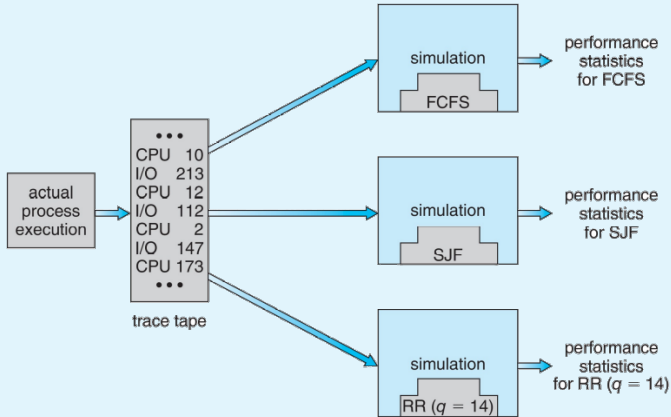 actual
process
execution
•••
CPU 10
I/O 213
CPU 12
I/O 112
CPU 2
I/O 147
CPU 173
•••
trace tape
simulation
FCFS
performance
statistics
for FCFS
simulation
SJF
performance
statistics
for SJF
simulation
RR (q = 14)
performance
statistics
for RR (q = 14)